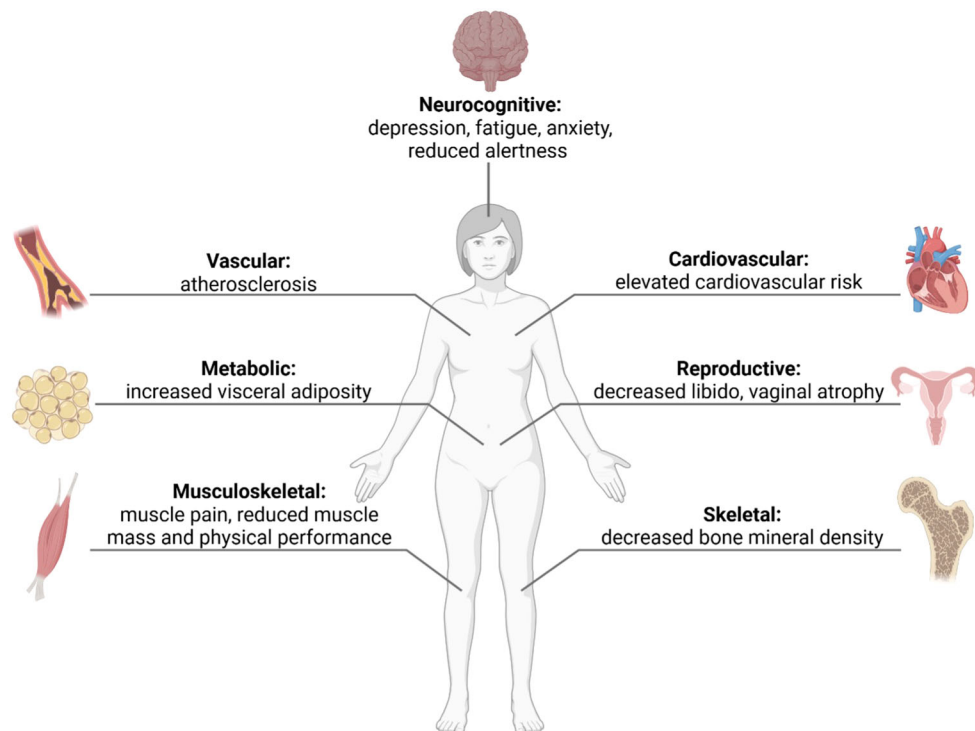 Neurocognitive:
depression, fatigue, anxiety,
reduced alertness
Vascular:
atherosclerosis
Cardiovascular:
elevated cardiovascular risk
Metabolic:
increased visceral adiposity
Reproductive:
decreased libido, vaginal atrophy
Musculoskeletal:
muscle pain, reduced muscle
mass and physical performance
Skeletal:
decreased bone mineral density